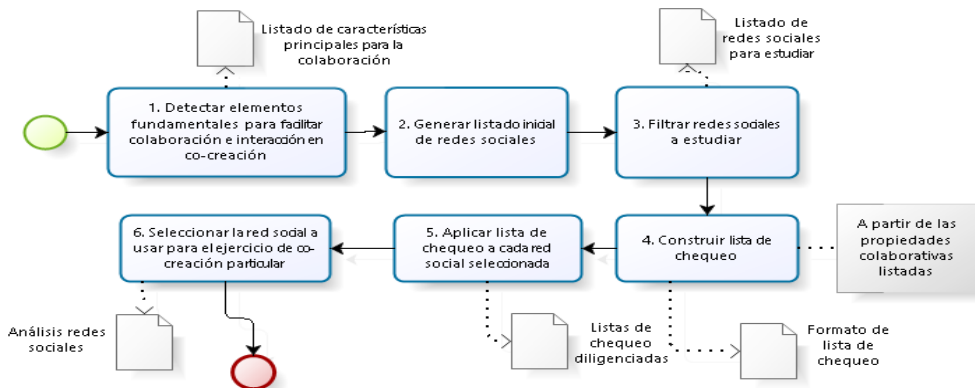 Listado de características
principales para la
colaboración
Listado de
redes sociales
para estudiar
1. Detectar elementos
fundamentales para facilitar
colaboración e interacción en
co-creación
2. Generar listado inicial
de redes sociales
3. Filtrar redes sociales
a estudiar
6. Seleccionar la red social a
usar para el ejercicio de co-
creación particular
5. Aplicar lista de
chequeo a cada red
social seleccionada
4. Construir lista de
chequeo
A partir de las
propiedades
colaborativas
listadas
Análisis redes
sociales
Listas de
chequeo
diligenciadas
Formato de
lista de
chequeo